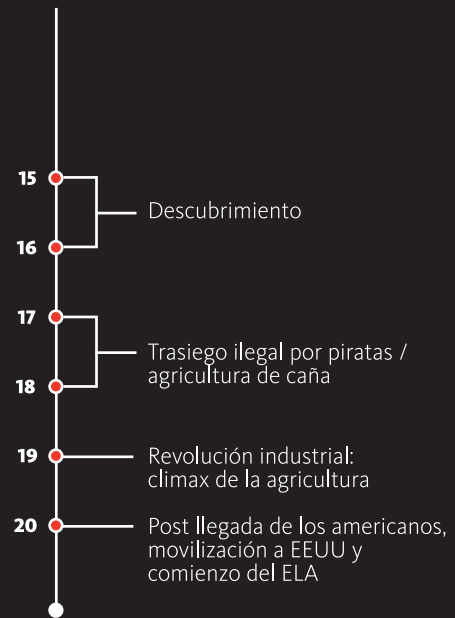 15
Descubrimiento
16
17
Trasiego ilegal por piratas /
agricultura de caña
18
19
Revolución industrial:
climax de la agricultura
20
Post llegada de los americanos,
movilización a EEUU y
comienzo del ELA